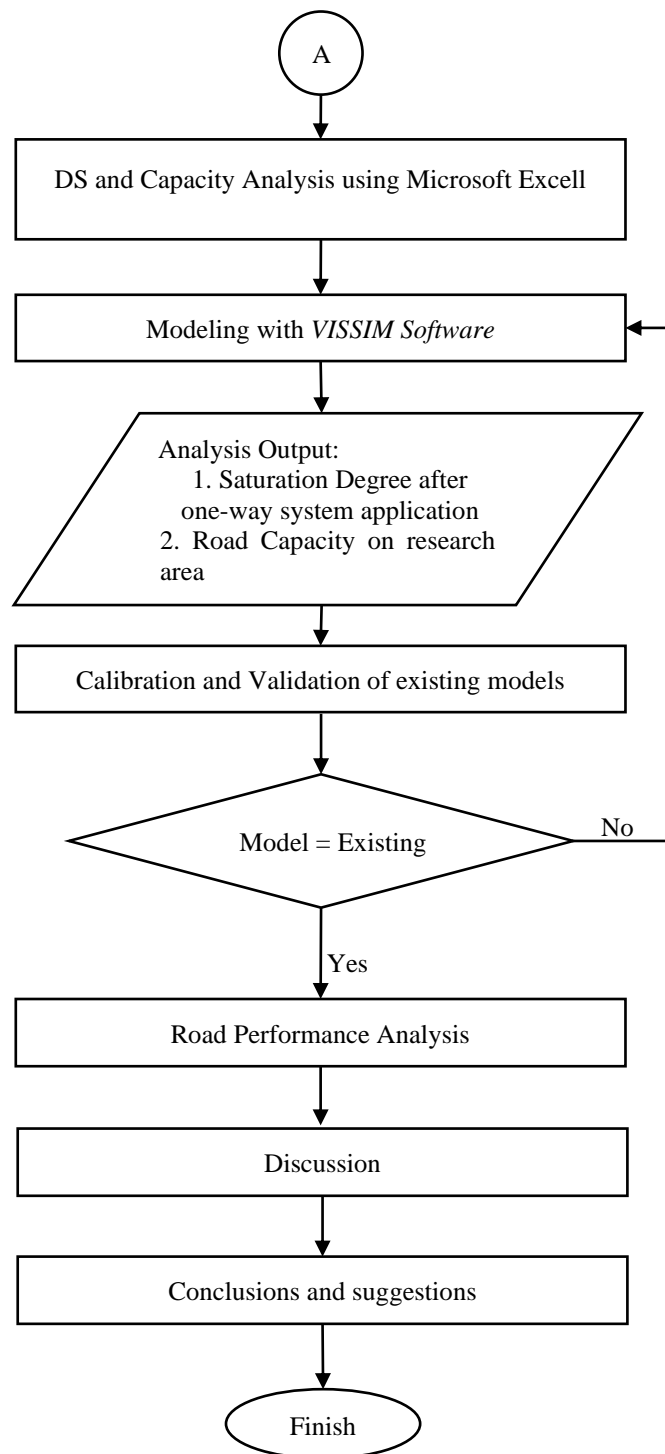 A
DS and Capacity Analysis using Microsoft Excell
Modeling with VISSIM Software
Analysis Output:
1. Saturation Degree after
one-way system application
2. Road Capacity on research
area
Calibration and Validation of existing models
Model = Existing
No
Yes
Road Performance Analysis
Discussion
Conclusions and suggestions
Finish